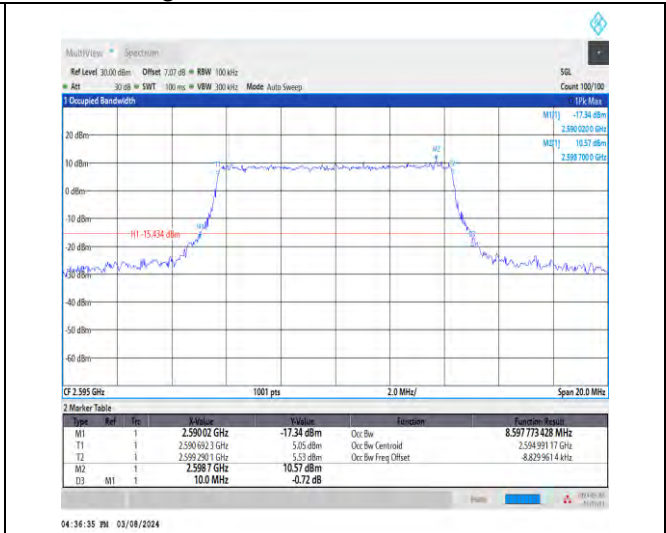 MultiView Spectrum
Ref Level 30.00 dBm Offset 7.07 dB RBW 100 kHz SGL
Att 30 dB SWT 100 ms VBW 300 kHz Mode Auto Sweep Count 100/100
1 Occupied Bandwidth 1Pk Max
M1[1] -17.34 dBm
2.590 020 0 GHz
20 dBm
M2[1] 10.57 dBm
2.598 700 0 GHz
M2
10 dBm
T1
0 dBm
-10 dBm
H1 -15.434 dBm
M1
D3
-20 dBm
-30 dBm
-40 dBm
-50 dBm
-60 dBm
CF 2.595 GHz 1001 pts 2.0 MHz/ Span 20.0 MHz
2 Marker Table
Type Ref Trc X-Value Y-Value Function Function Result
M1 1 2.590 02 GHz -17.34 dBm Occ Bw 8.597 773 428 MHz
T1 1 2.590 692 3 GHz 5.05 dBm Occ Bw Centroid 2.594 991 17 GHz
T2 1 2.599 290 1 GHz 5.53 dBm Occ Bw Freq Offset -8.829 961 4 kHz
M2 1 2.598 7 GHz 10.57 dBm
D3 M1 1 10.0 MHz -0.72 dB
04:36:35 PM 03/08/2024